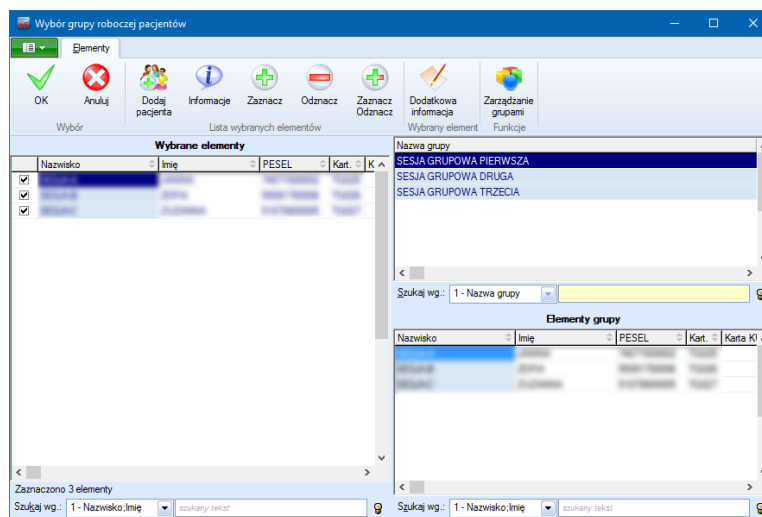 Wybór grupy roboczej pacjentów
Elementy
OK
Anuluj
Dodaj pacjenta
Informacje
Zaznacz
Odznacz
Zaznacz Odznacz
Dodatkowa informacja
Zarządzanie grupami
Wybór
Lista wybranych elementów
Wybrany element
Funkcje
Wybrane elementy
Nazwisko Imię PESEL Kart. K
Zaznaczono 3 elementy
Szukaj wg.: 1 - Nazwisko;Imię szukany tekst
Nazwa grupy
SESJA GRUPOWA PIERWSZA
SESJA GRUPOWA DRUGA
SESJA GRUPOWA TRZECIA
Szukaj wg.: 1 - Nazwa grupy
Elementy grupy
Nazwisko Imię PESEL Kart. Karta
Szukaj wg.: 1 - Nazwisko;Imię szukany tekst